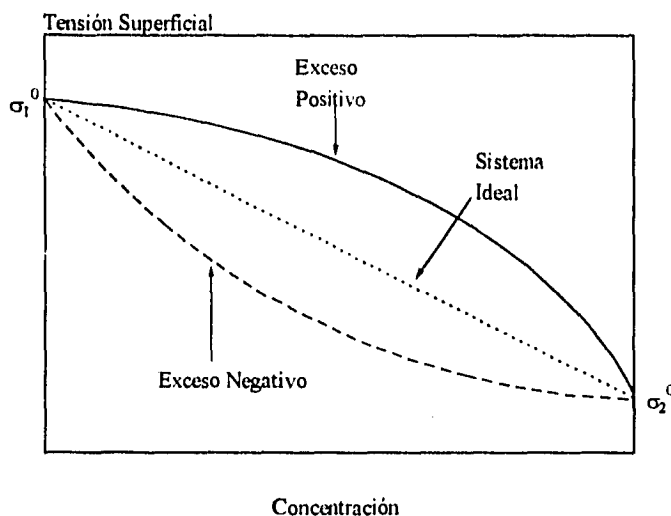 Tensión Superficial
Exceso
Positivo
σ₁⁰
Sistema
Ideal
Exceso Negativo
σ₂⁰
Concentración